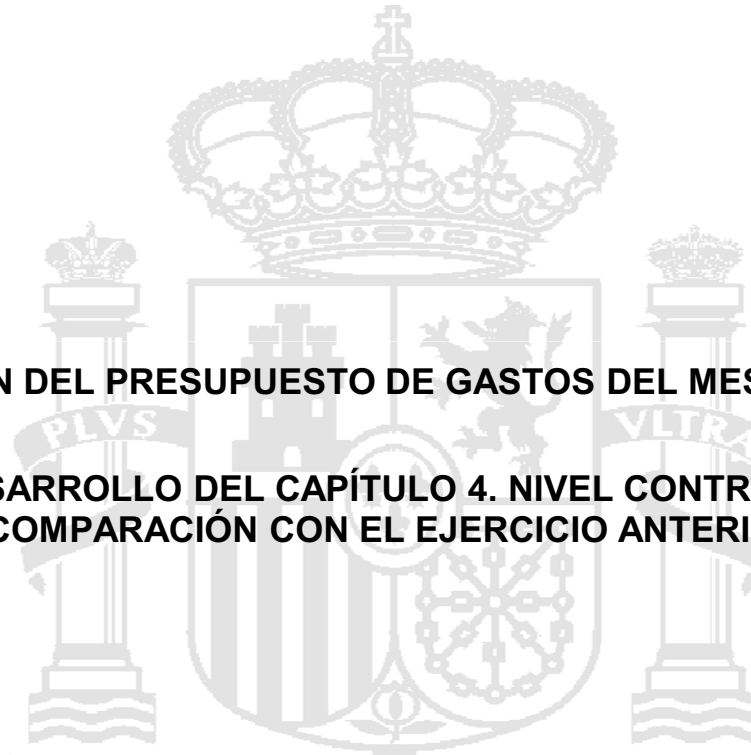 N DEL PRESUPUESTO DE GASTOS DEL MES
PLVS
VLTRA
SARROLLO DEL CAPÍTULO 4. NIVEL CONTR
COMPARACIÓN CON EL EJERCICIO ANTERI